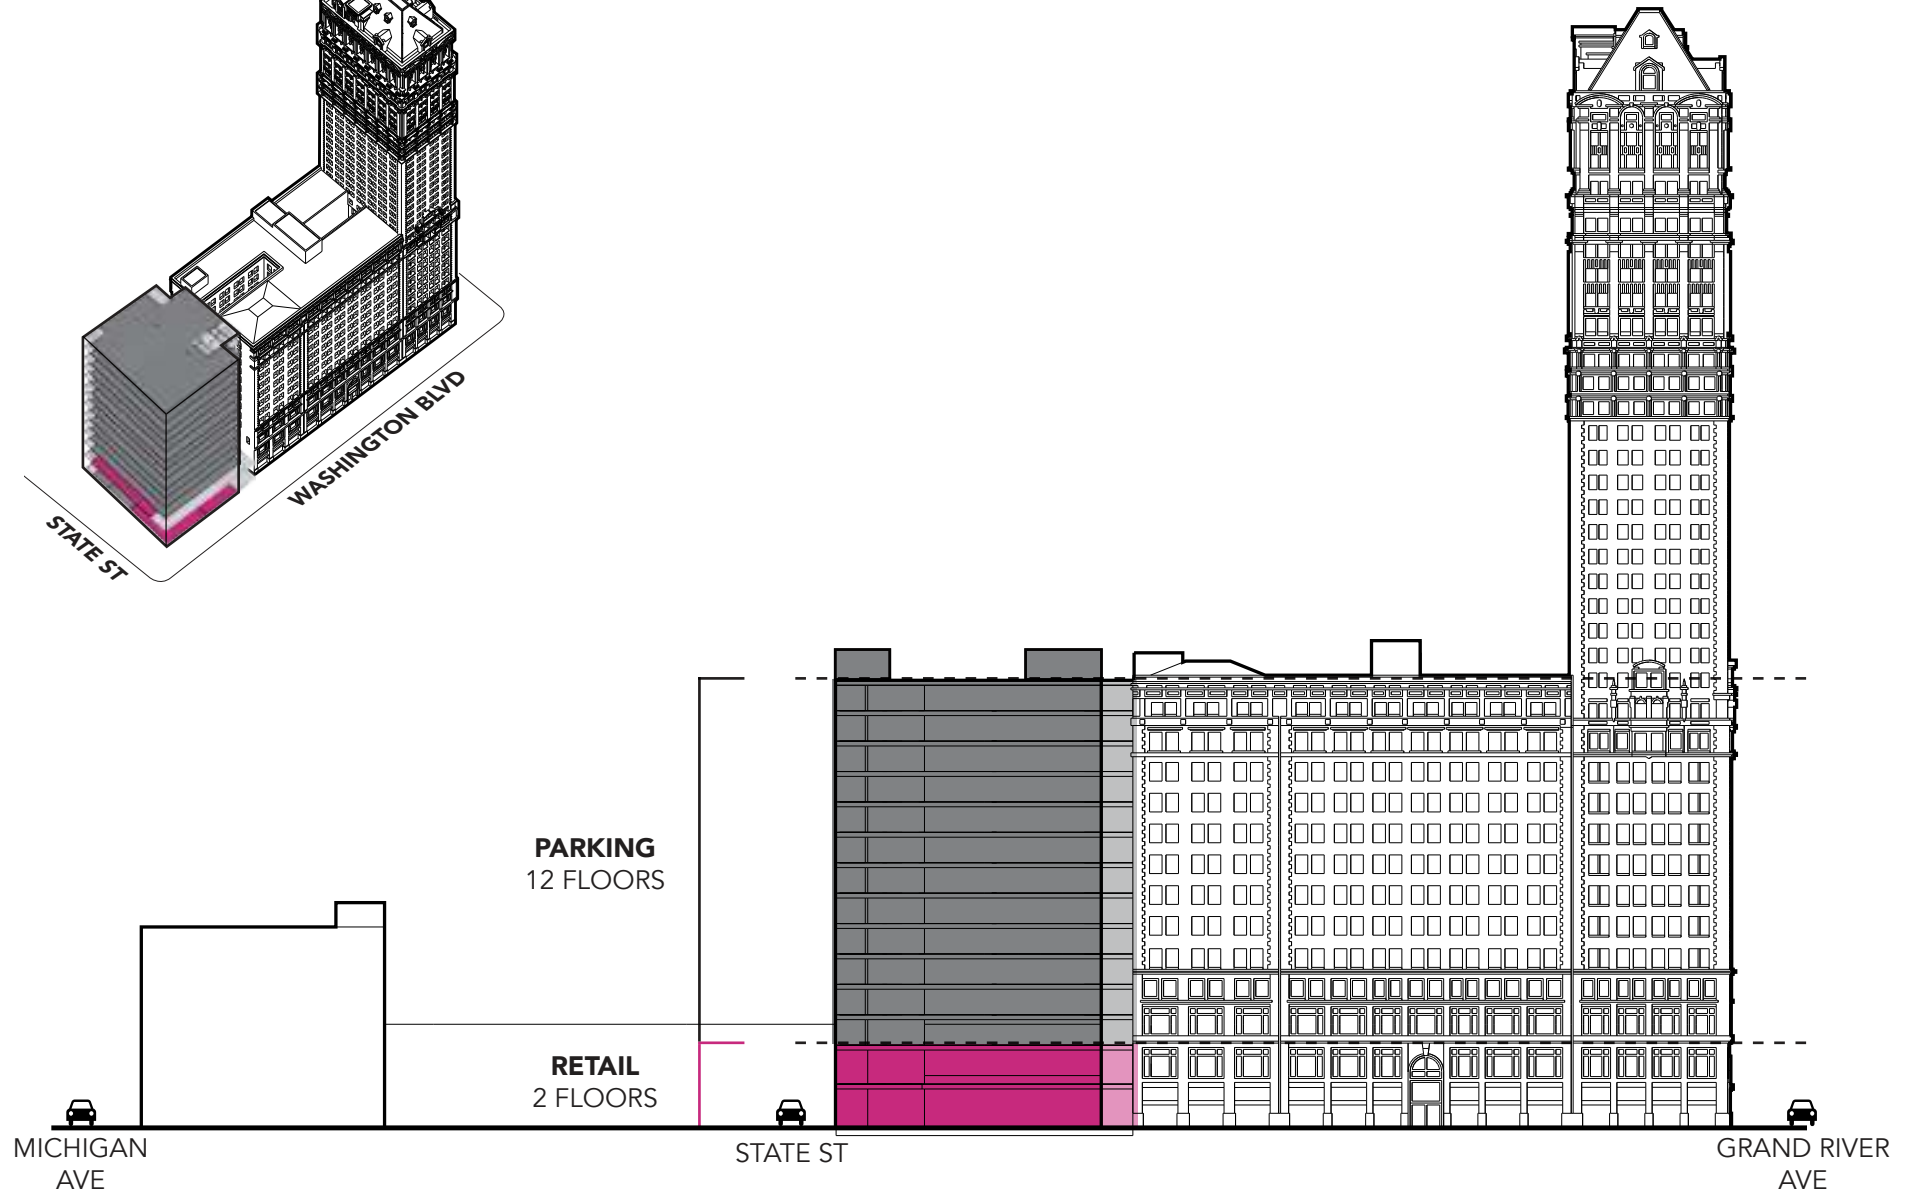 WASHINGTON BLVD
STATE ST
PARKING
12 FLOORS
RETAIL
2 FLOORS
MICHIGAN
AVE
STATE ST
GRAND RIVER
AVE